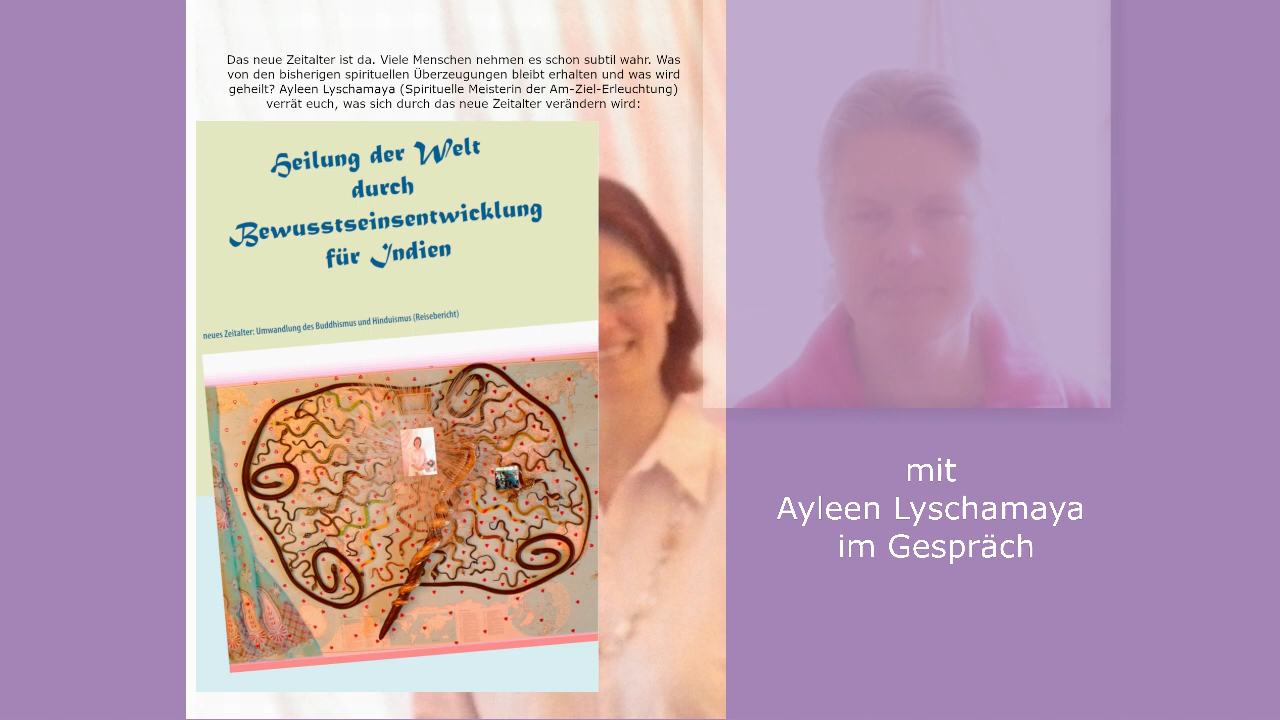 Das neue Zeitalter ist da. Viele Menschen nehmen es schon subtil wahr. Was
von den bisherigen spirituellen Überzeugungen bleibt erhalten und was wird
geheilt? Ayleen Lyschamaya (Spirituelle Meisterin der Am-Ziel-Erleuchtung)
verrät euch, was sich durch das neue Zeitalter verändern wird:
Heilung der Welt
durch
Bewusstseinsentwicklung
für Indien
neues Zeitalter: Umwandlung des Buddhismus und Hinduismus (Reisebericht)
mit
Ayleen Lyschamaya
im Gespräch